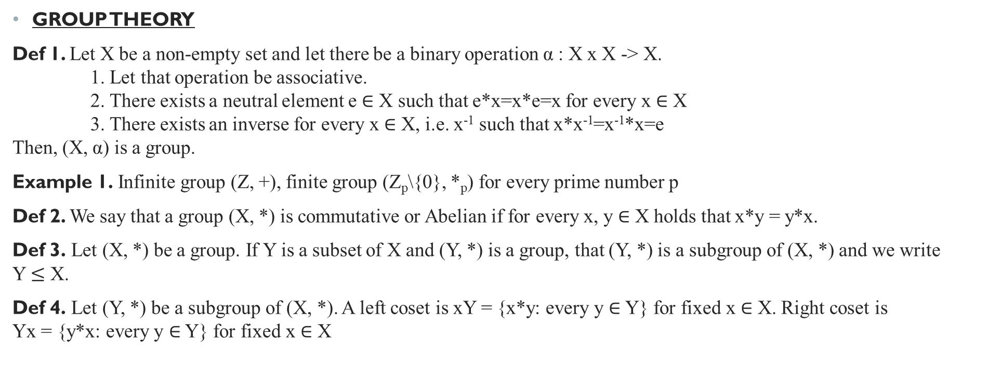 • GROUP THEORY
Def 1. Let X be a non-empty set and let there be a binary operation α : X x X -> X.
1. Let that operation be associative.
2. There exists a neutral element e ∈ X such that e*x=x*e=x for every x ∈ X
3. There exists an inverse for every x ∈ X, i.e. x⁻¹ such that x*x⁻¹=x⁻¹*x=e
Then, (X, α) is a group.
Example 1. Infinite group (Z, +), finite group (Zₚ\{0}, *ₚ) for every prime number p
Def 2. We say that a group (X, *) is commutative or Abelian if for every x, y ∈ X holds that x*y = y*x.
Def 3. Let (X, *) be a group. If Y is a subset of X and (Y, *) is a group, that (Y, *) is a subgroup of (X, *) and we write
Y ≤ X.
Def 4. Let (Y, *) be a subgroup of (X, *). A left coset is xY = {x*y: every y ∈ Y} for fixed x ∈ X. Right coset is
Yx = {y*x: every y ∈ Y} for fixed x ∈ X